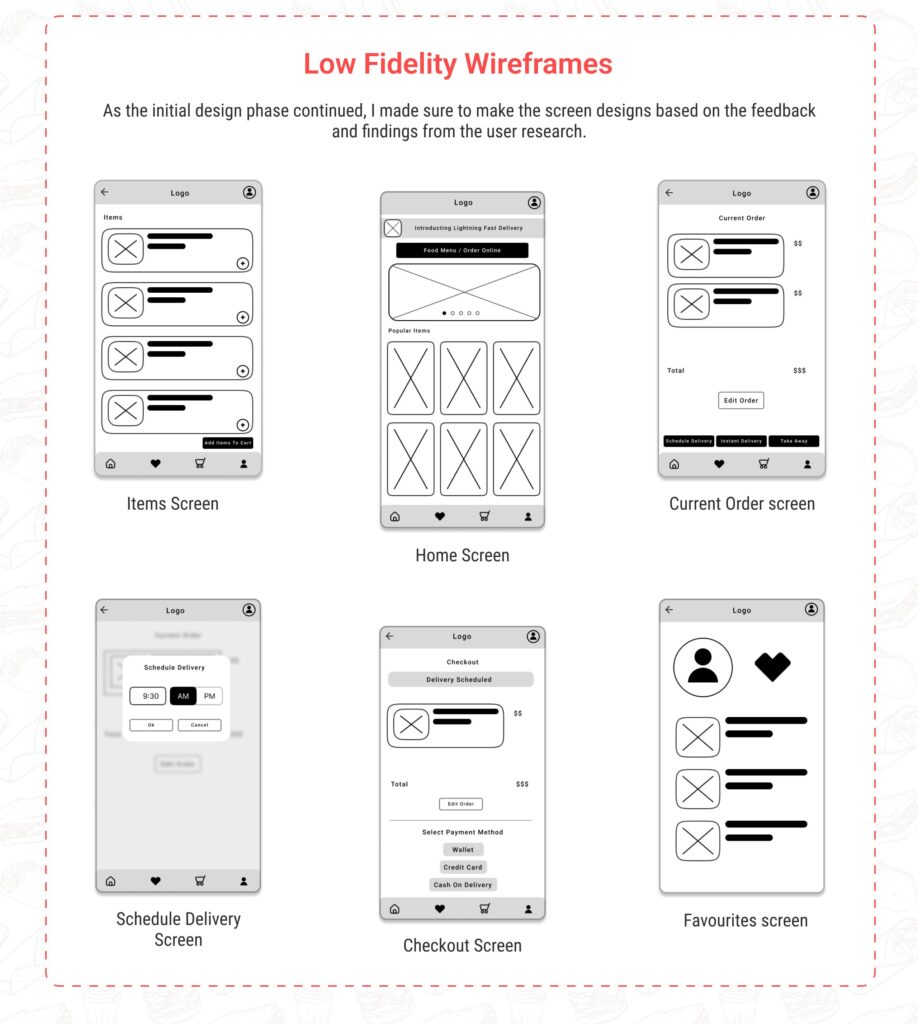 Low Fidelity Wireframes
As the initial design phase continued, I made sure to make the screen designs based on the feedback
and findings from the user research.
Logo
Items
Add Items To Cart
Items Screen
Logo
Introducting Lightning Fast Delivery
Food Menu / Order Online
Popular Items
Home Screen
Logo
Current Order
$$
$$
Total $$$
Edit Order
Schedule Delivery Instant Delivery Take Away
Current Order screen
Logo
Current Order
Schedule Delivery
9:30 AM PM
Ok Cancel
Total
Edit Order
Schedule Delivery
Screen
Logo
Checkout
Delivery Scheduled
$$
Total $$$
Edit Order
Select Payment Method
Wallet
Credit Card
Cash On Delivery
Checkout Screen
Logo
Favourites screen